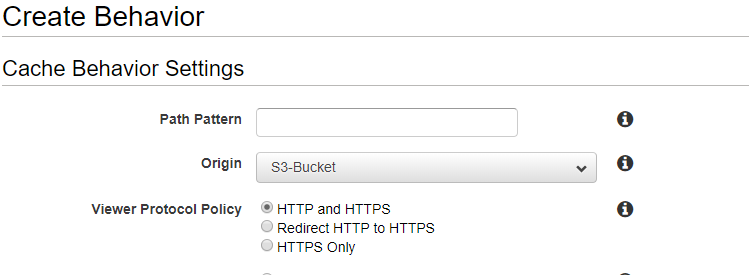 Create Behavior
Cache Behavior Settings
Path Pattern
Origin S3-Bucket
Viewer Protocol Policy HTTP and HTTPS
Redirect HTTP to HTTPS
HTTPS Only